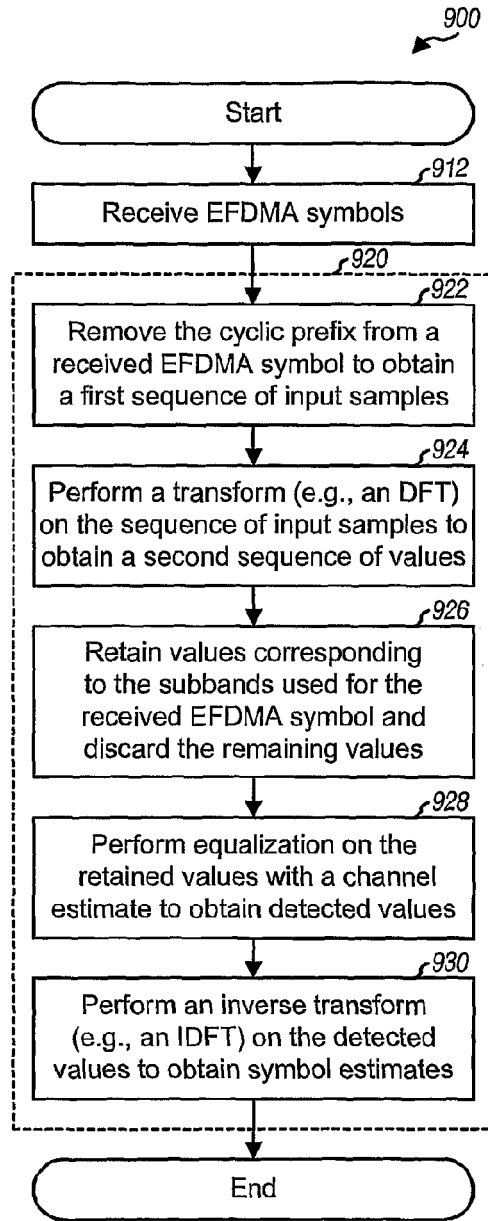 900
Start
912
Receive EFDMA symbols
920
922
Remove the cyclic prefix from a
received EFDMA symbol to obtain
a first sequence of input samples
924
Perform a transform (e.g., an DFT)
on the sequence of input samples to
obtain a second sequence of values
926
Retain values corresponding
to the subbands used for the
received EFDMA symbol and
discard the remaining values
928
Perform equalization on the
retained values with a channel
estimate to obtain detected values
930
Perform an inverse transform
(e.g., an IDFT) on the detected
values to obtain symbol estimates
End